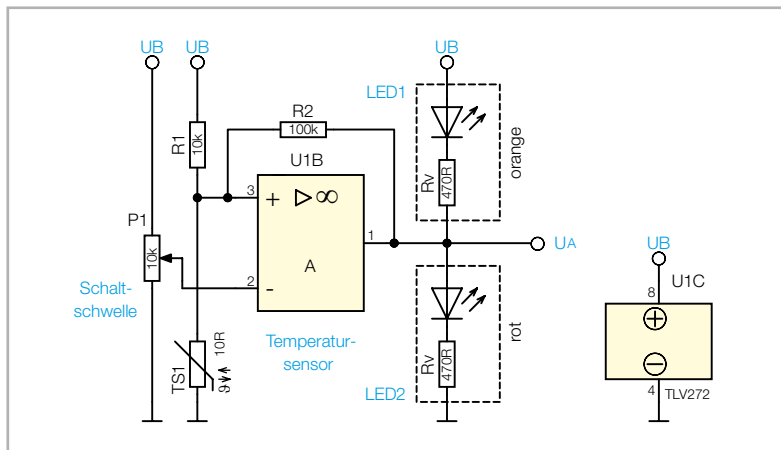 UB
UB
UB
LED1
R2
100k
R1
10k
orange
Rv
470R
U1B
3
+
▷ ∞
P1
10k
1
UA
A
UB
2
-
U1C
8
Schalt-
schwelle
Temperatur-
sensor
rot
Rv
470R
TS1
10R
ϑ
LED2
4
TLV272